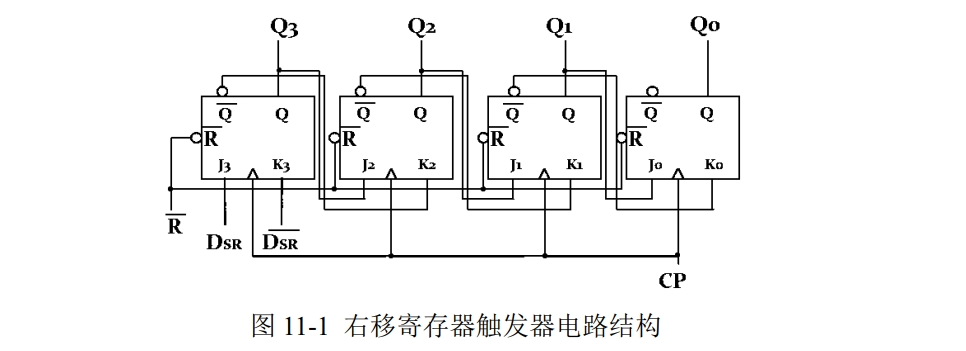 Q3 Q2 Q1 Q0
Q̅ Q Q̅ Q Q̅ Q Q̅ Q
R̅ R̅ R̅ R̅
J3 K3 J2 K2 J1 K1 J0 K0
R̅ DSR D̅S̅R̅
CP
图 11-1 右移寄存器触发器电路结构